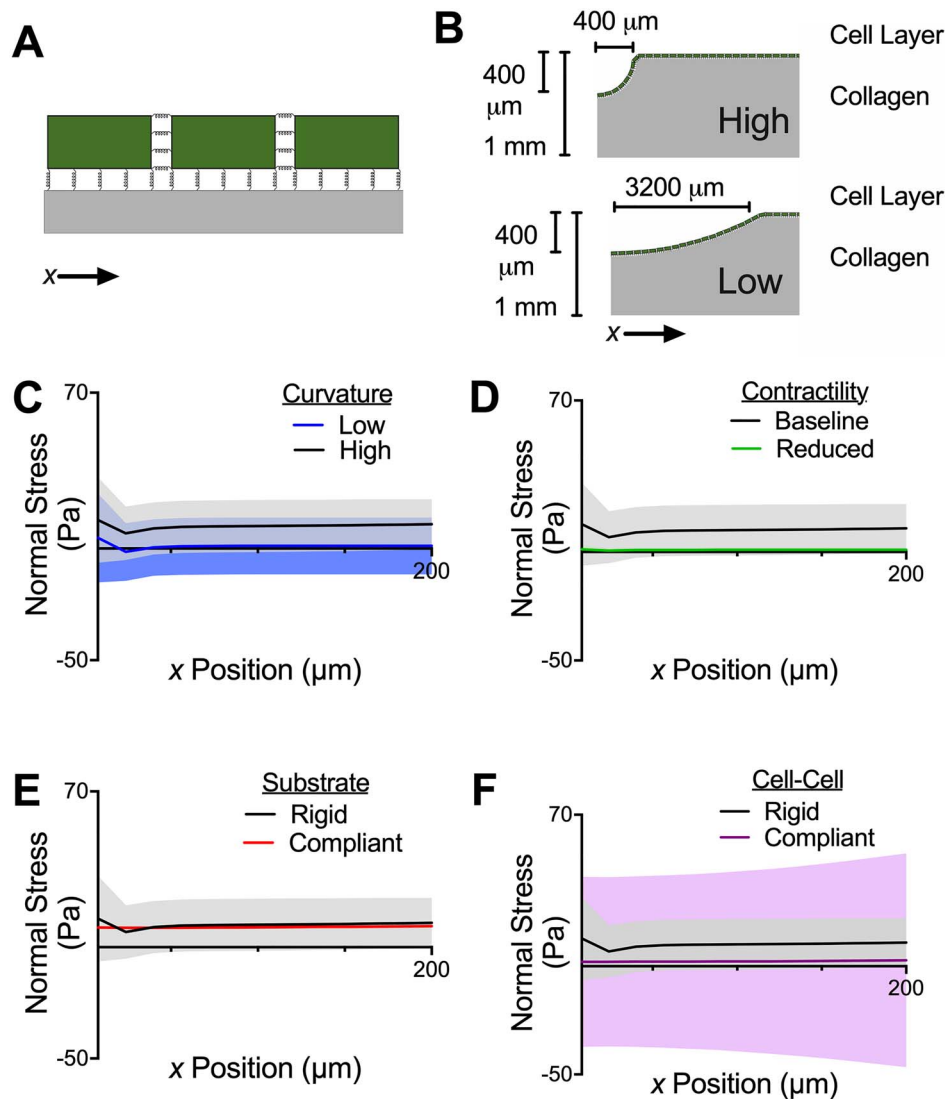 A
x
B
400 μm
400
μm
1 mm
High
Cell Layer
Collagen
3200 μm
400
μm
1 mm
Low
Cell Layer
Collagen
x
C
70
Normal Stress
(Pa)
-50
Curvature
Low
High
200
x Position (μm)
D
70
Normal Stress
(Pa)
-50
Contractility
Baseline
Reduced
200
x Position (μm)
E
70
Normal Stress
(Pa)
-50
Substrate
Rigid
Compliant
200
x Position (μm)
F
70
Normal Stress
(Pa)
-50
Cell-Cell
Rigid
Compliant
200
x Position (μm)